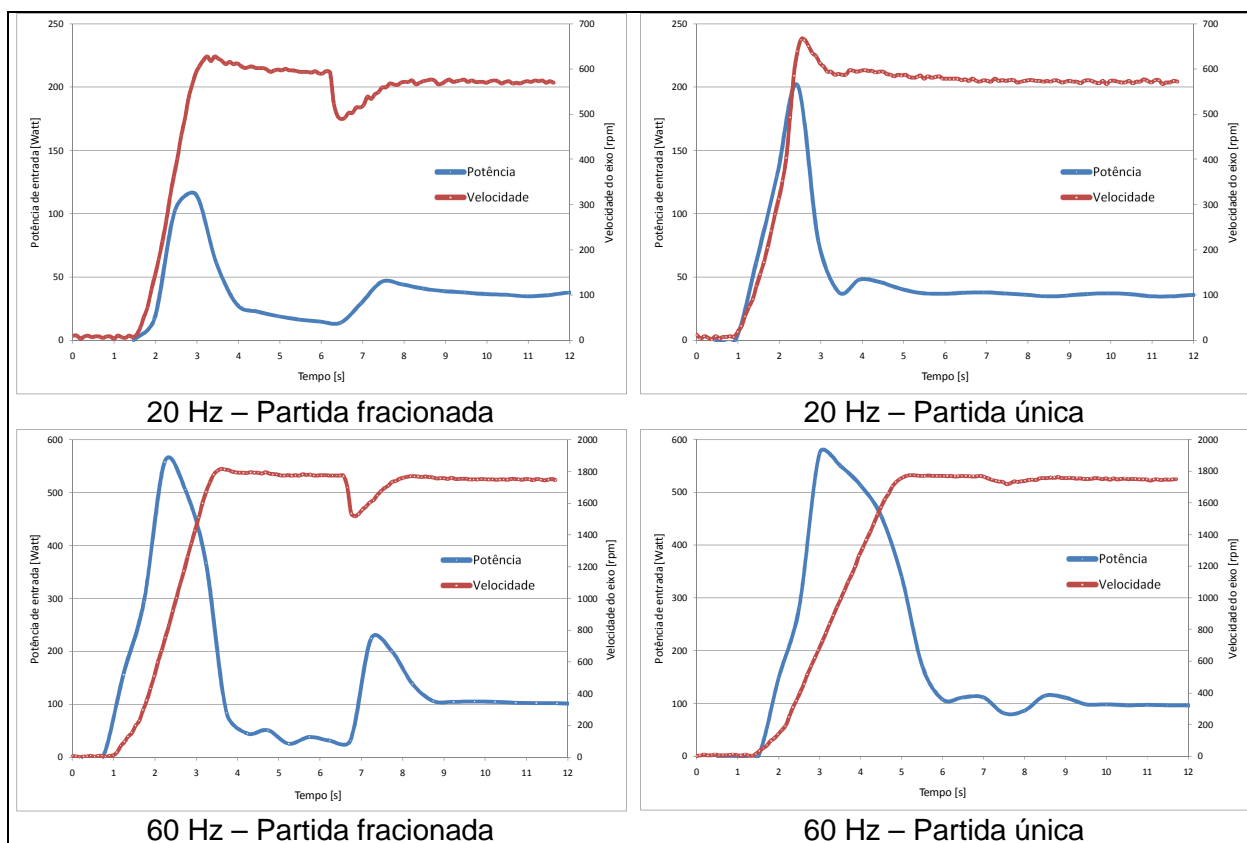 250
200
150
100
50
0
Potência de entrada [Watt]
700
600
500
400
300
200
100
0
Velocidade do eixo [rpm]
Potência
Velocidade
0 1 2 3 4 5 6 7 8 9 10 11 12
Tempo [s]
20 Hz – Partida fracionada
250
200
150
100
50
0
Potência de entrada [Watt]
700
600
500
400
300
200
100
0
Velocidade do eixo [rpm]
Potência
Velocidade
0 1 2 3 4 5 6 7 8 9 10 11 12
Tempo [s]
20 Hz – Partida única
600
500
400
300
200
100
0
Potência de entrada [Watt]
2000
1800
1600
1400
1200
1000
800
600
400
200
0
Velocidade do eixo [rpm]
Potência
Velocidade
0 1 2 3 4 5 6 7 8 9 10 11 12
Tempo [s]
60 Hz – Partida fracionada
600
500
400
300
200
100
0
Potência de entrada [Watt]
2000
1800
1600
1400
1200
1000
800
600
400
200
0
Velocidade do eixo [rpm]
Potência
Velocidade
0 1 2 3 4 5 6 7 8 9 10 11 12
Tempo [s]
60 Hz – Partida única